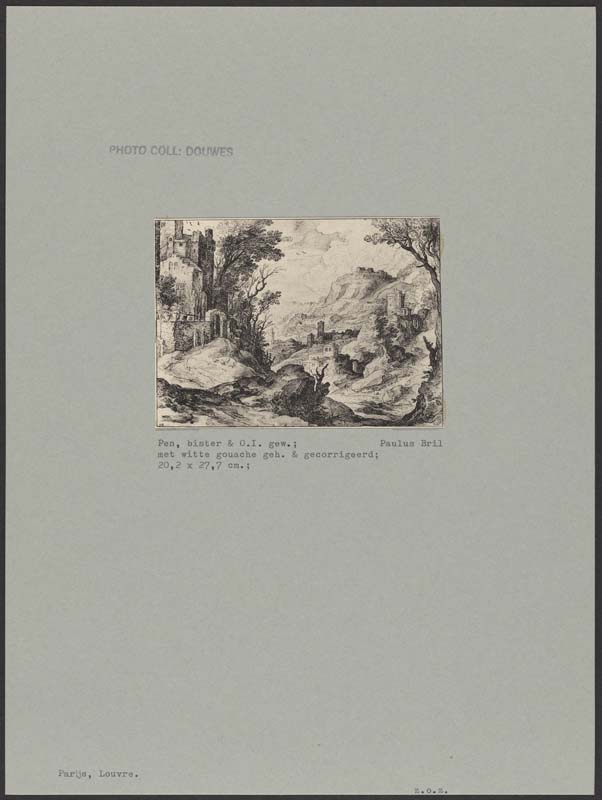 PHOTO COLL: DOUWES
Pen, bister & O.I. gew.; Paulus Bril
met witte gouache geh. & gecorrigeerd;
20,2 x 27,7 cm.;
Parijs, Louvre.
z.o.z.